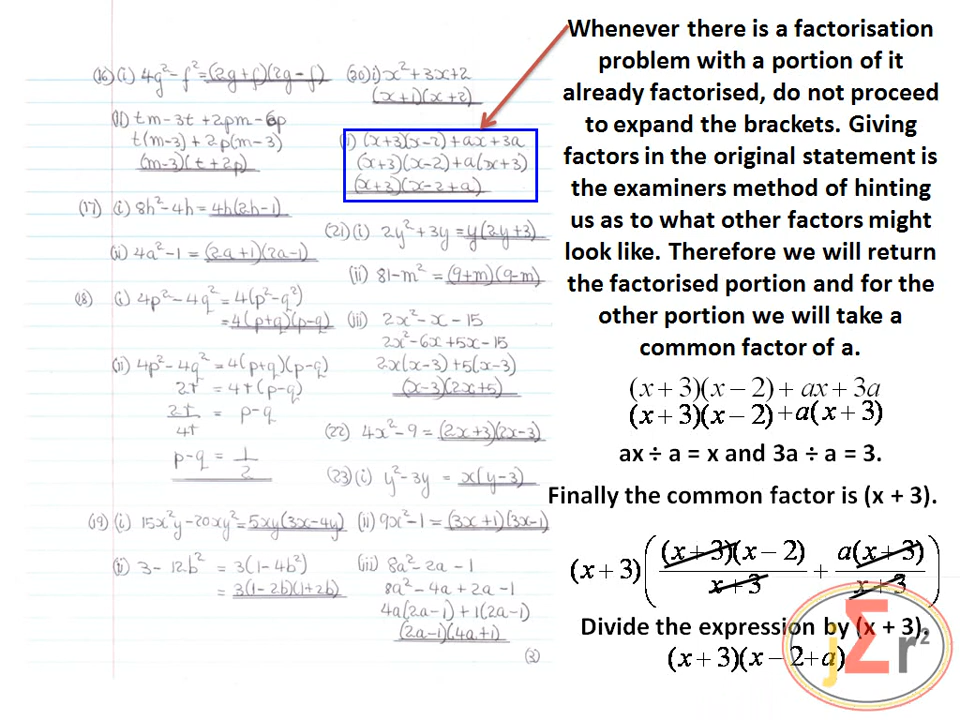 (16)(i) 4g²-f² = (2g+f)(2g-f)
(ii) tm-3t+2pm-6p
t(m-3)+2p(m-3)
(m-3)(t+2p)
(17) (i) 8h²-4h = 4h(2h-1)
(ii) 4a²-1 = (2a+1)(2a-1)
(18) (i) 4p²-4q² = 4(p²-q²)
= 4(p+q)(p-q)
(ii) 4p²-4q² = 4(p+q)(p-q)
2t = 4t(p-q)
2t/4t = p-q
p-q = 1/2
(19)(i) 15x²y-20xy² = 5xy(3x-4y)
(ii) 3-12b² = 3(1-4b²)
= 3(1-2b)(1+2b)
(20)i) x²+3x+2
(x+1)(x+2)
(i) (x+3)(x-2)+ax+3a
(x+3)(x-2)+a(x+3)
(x+3)(x-2+a)
(21)(i) 2y²+3y = y(2y+3)
(ii) 81-m² = (9+m)(9-m)
(iii) 2x²-x-15
2x²-6x+5x-15
2x(x-3)+5(x-3)
(x-3)(2x+5)
(22) 4x²-9 = (2x+3)(2x-3)
(23)(i) y²-3y = x(y-3)
(ii) 9x²-1 = (3x+1)(3x-1)
(iii) 8a²-2a-1
8a²-4a+2a-1
4a(2a-1)+1(2a-1)
(2a-1)(4a+1)
(3)
Whenever there is a factorisation
problem with a portion of it
already factorised, do not proceed
to expand the brackets. Giving
factors in the original statement is
the examiners method of hinting
us as to what other factors might
look like. Therefore we will return
the factorised portion and for the
other portion we will take a
common factor of a.
(x+3)(x-2)+ax+3a
(x+3)(x-2)+a(x+3)
ax ÷ a = x and 3a ÷ a = 3.
Finally the common factor is (x + 3).
(x+3)((x+3)(x-2)/x+3 + a(x+3)/x+3)
Divide the expression by (x + 3).
(x+3)(x-2+a)
jΣr²